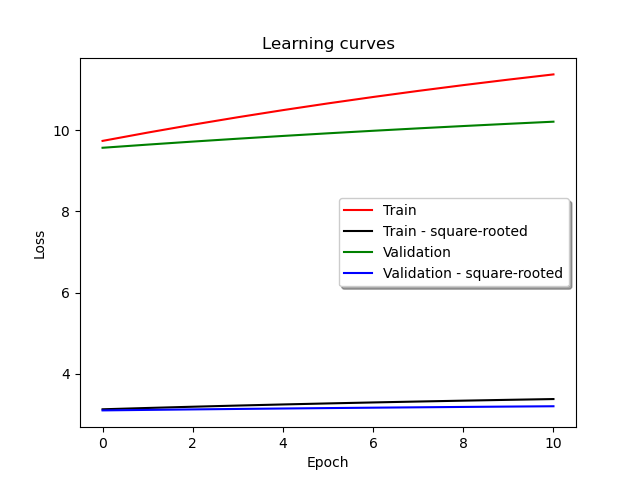 Learning curves
Loss
10
8
6
4
Train
Train - square-rooted
Validation
Validation - square-rooted
0 2 4 6 8 10
Epoch